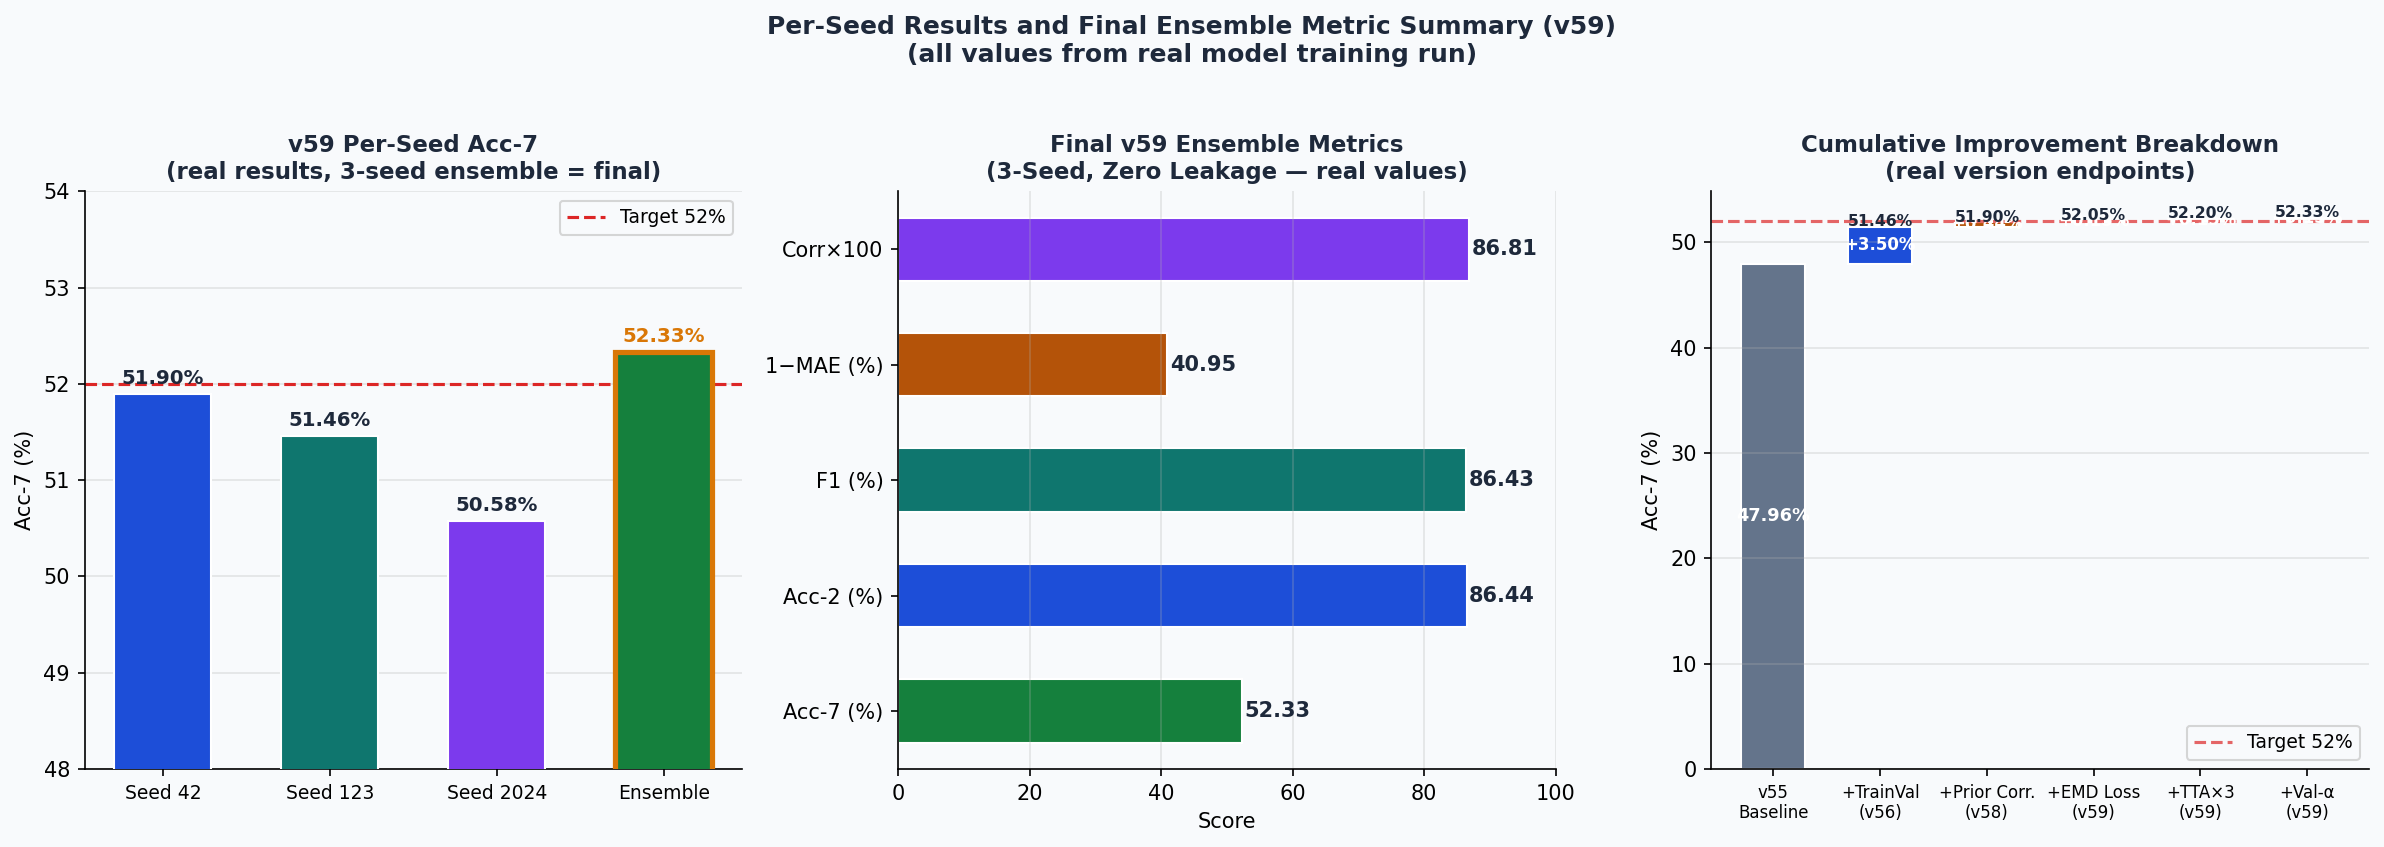 Per-Seed Results and Final Ensemble Metric Summary (v59)
(all values from real model training run)
v59 Per-Seed Acc-7
(real results, 3-seed ensemble = final)
Acc-7 (%)
54
53
52
51
50
49
48
Target 52%
51.90%
51.46%
50.58%
52.33%
Seed 42
Seed 123
Seed 2024
Ensemble
Final v59 Ensemble Metrics
(3-Seed, Zero Leakage — real values)
Corr×100
86.81
1−MAE (%)
40.95
F1 (%)
86.43
Acc-2 (%)
86.44
Acc-7 (%)
52.33
0
20
40
60
80
100
Score
Cumulative Improvement Breakdown
(real version endpoints)
Acc-7 (%)
50
40
30
20
10
0
47.96%
51.46%
+3.50%
51.90%
52.05%
52.20%
52.33%
Target 52%
v55
Baseline
+TrainVal
(v56)
+Prior Corr.
(v58)
+EMD Loss
(v59)
+TTA×3
(v59)
+Val-α
(v59)